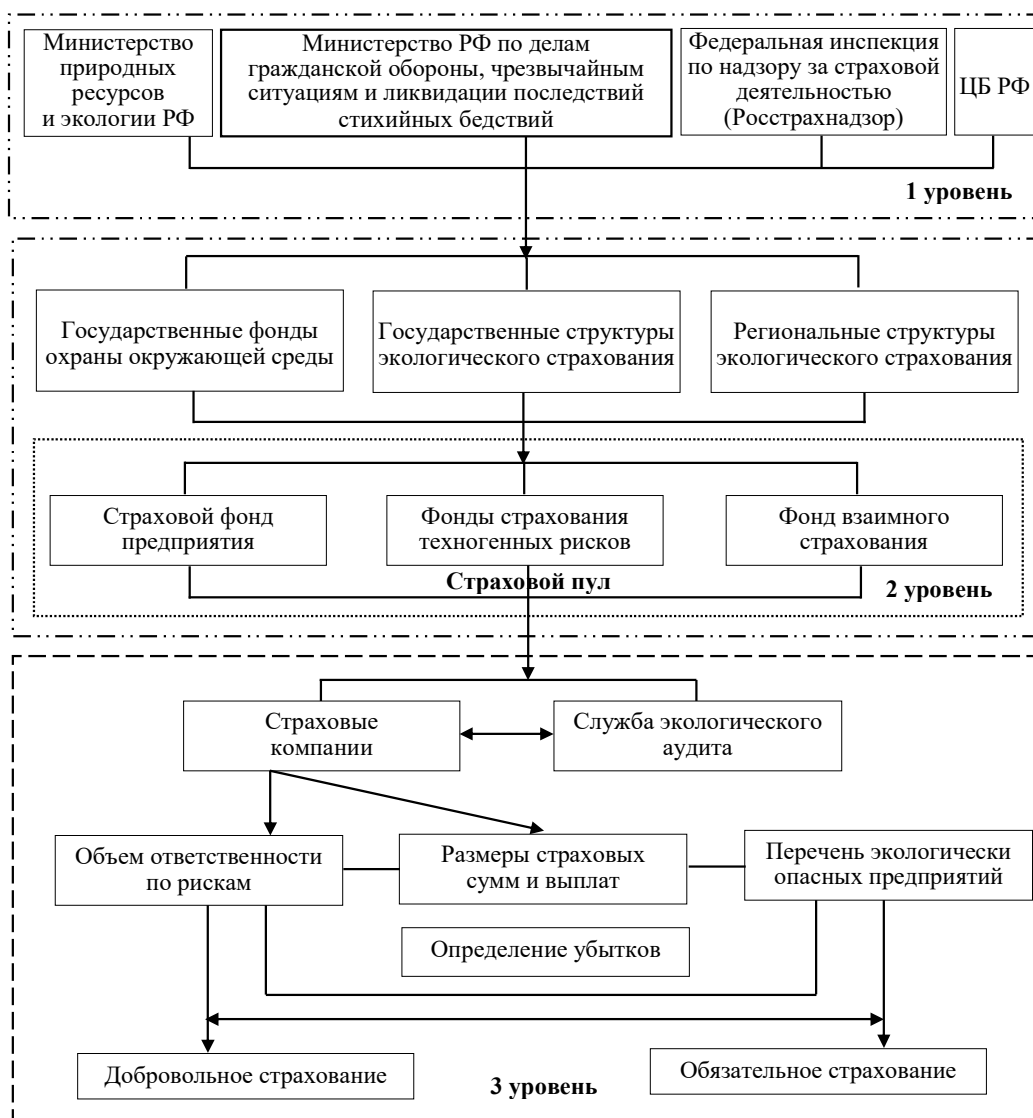 Министерство
природных
ресурсов
и экологии РФ
Министерство РФ по делам
гражданской обороны, чрезвычайным
ситуациям и ликвидации последствий
стихийных бедствий
Федеральная инспекция
по надзору за страховой
деятельностью
(Росстрахнадзор)
ЦБ РФ
1 уровень
Государственные фонды
охраны окружающей среды
Государственные структуры
экологического страхования
Региональные структуры
экологического страхования
Страховой фонд
предприятия
Фонды страхования
техногенных рисков
Фонд взаимного
страхования
Страховой пул
2 уровень
Страховые
компании
Служба экологического
аудита
Объем ответственности
по рискам
Размеры страховых
сумм и выплат
Перечень экологически
опасных предприятий
Определение убытков
Добровольное страхование
Обязательное страхование
3 уровень